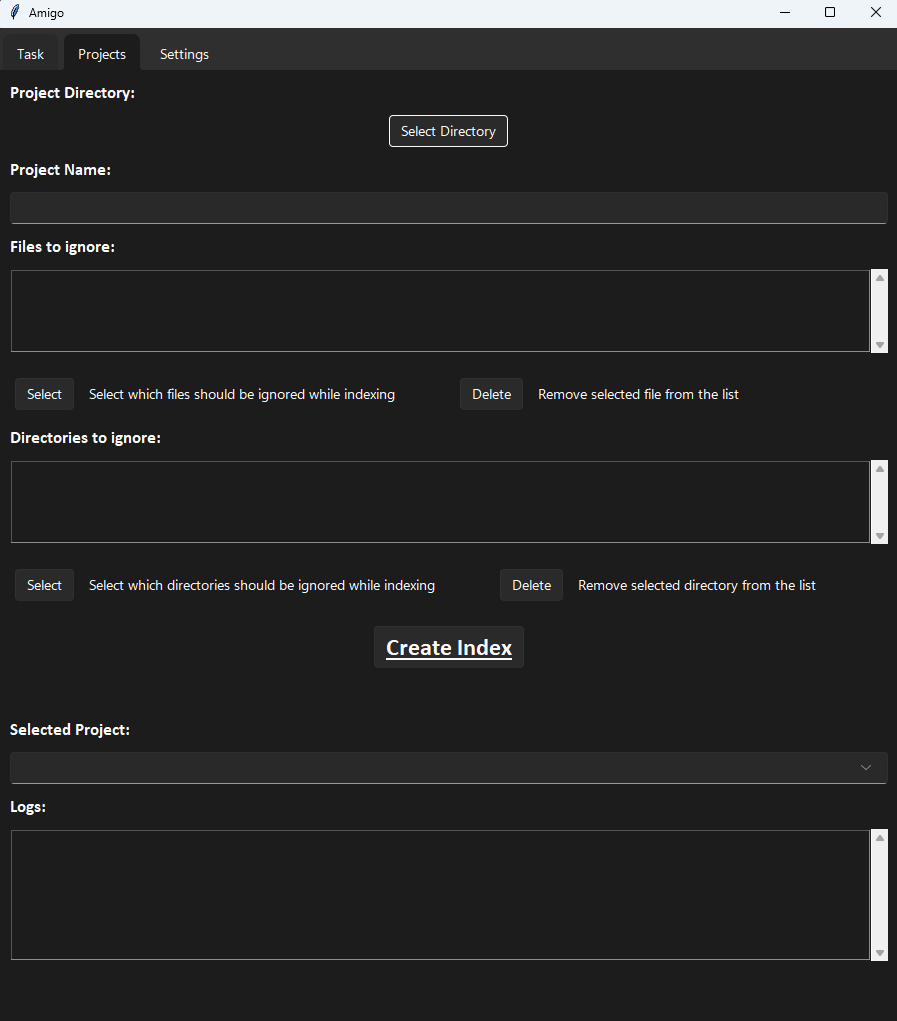 Amigo
Task Projects Settings
Project Directory:
Select Directory
Project Name:
Files to ignore:
Select Select which files should be ignored while indexing Delete Remove selected file from the list
Directories to ignore:
Select Select which directories should be ignored while indexing Delete Remove selected directory from the list
Create Index
Selected Project:
Logs: